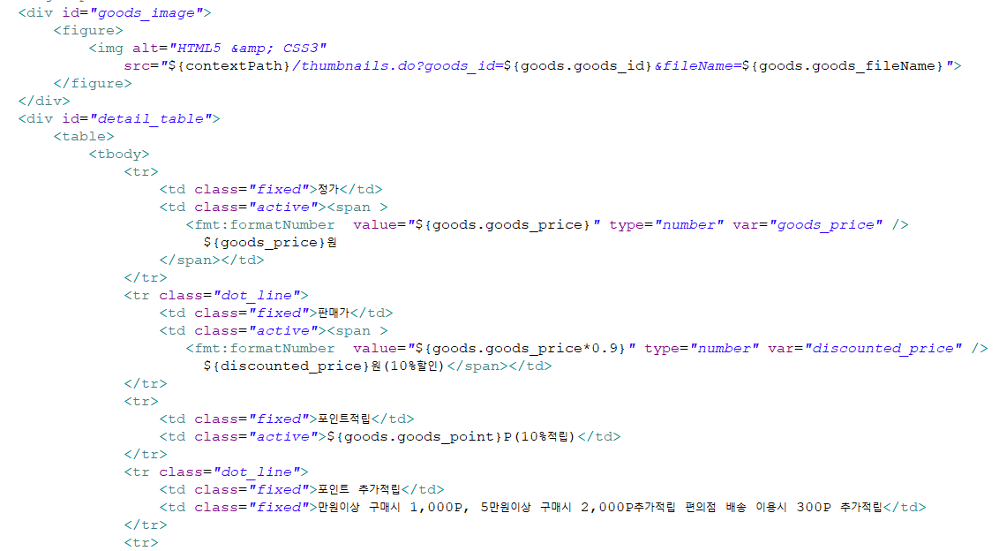 <div id="goods_image">
<figure>
<img alt="HTML5 &amp; CSS3"
src="${contextPath}/thumbnails.do?goods_id=${goods.goods_id}&fileName=${goods.goods_fileName}">
</figure>
</div>
<div id="detail_table">
<table>
<tbody>
<tr>
<td class="fixed">정가</td>
<td class="active"><span >
<fmt:formatNumber  value="${goods.goods_price}" type="number" var="goods_price" />
${goods_price}원
</span></td>
</tr>
<tr class="dot_line">
<td class="fixed">판매가</td>
<td class="active"><span >
<fmt:formatNumber  value="${goods.goods_price*0.9}" type="number" var="discounted_price" />
${discounted_price}원(10%할인)</span></td>
</tr>
<tr>
<td class="fixed">포인트적립</td>
<td class="active">${goods.goods_point}P(10%적립)</td>
</tr>
<tr class="dot_line">
<td class="fixed">포인트 추가적립</td>
<td class="fixed">만원이상 구매시 1,000P, 5만원이상 구매시 2,000P추가적립 편의점 배송 이용시 300P 추가적립</td>
</tr>
<tr>